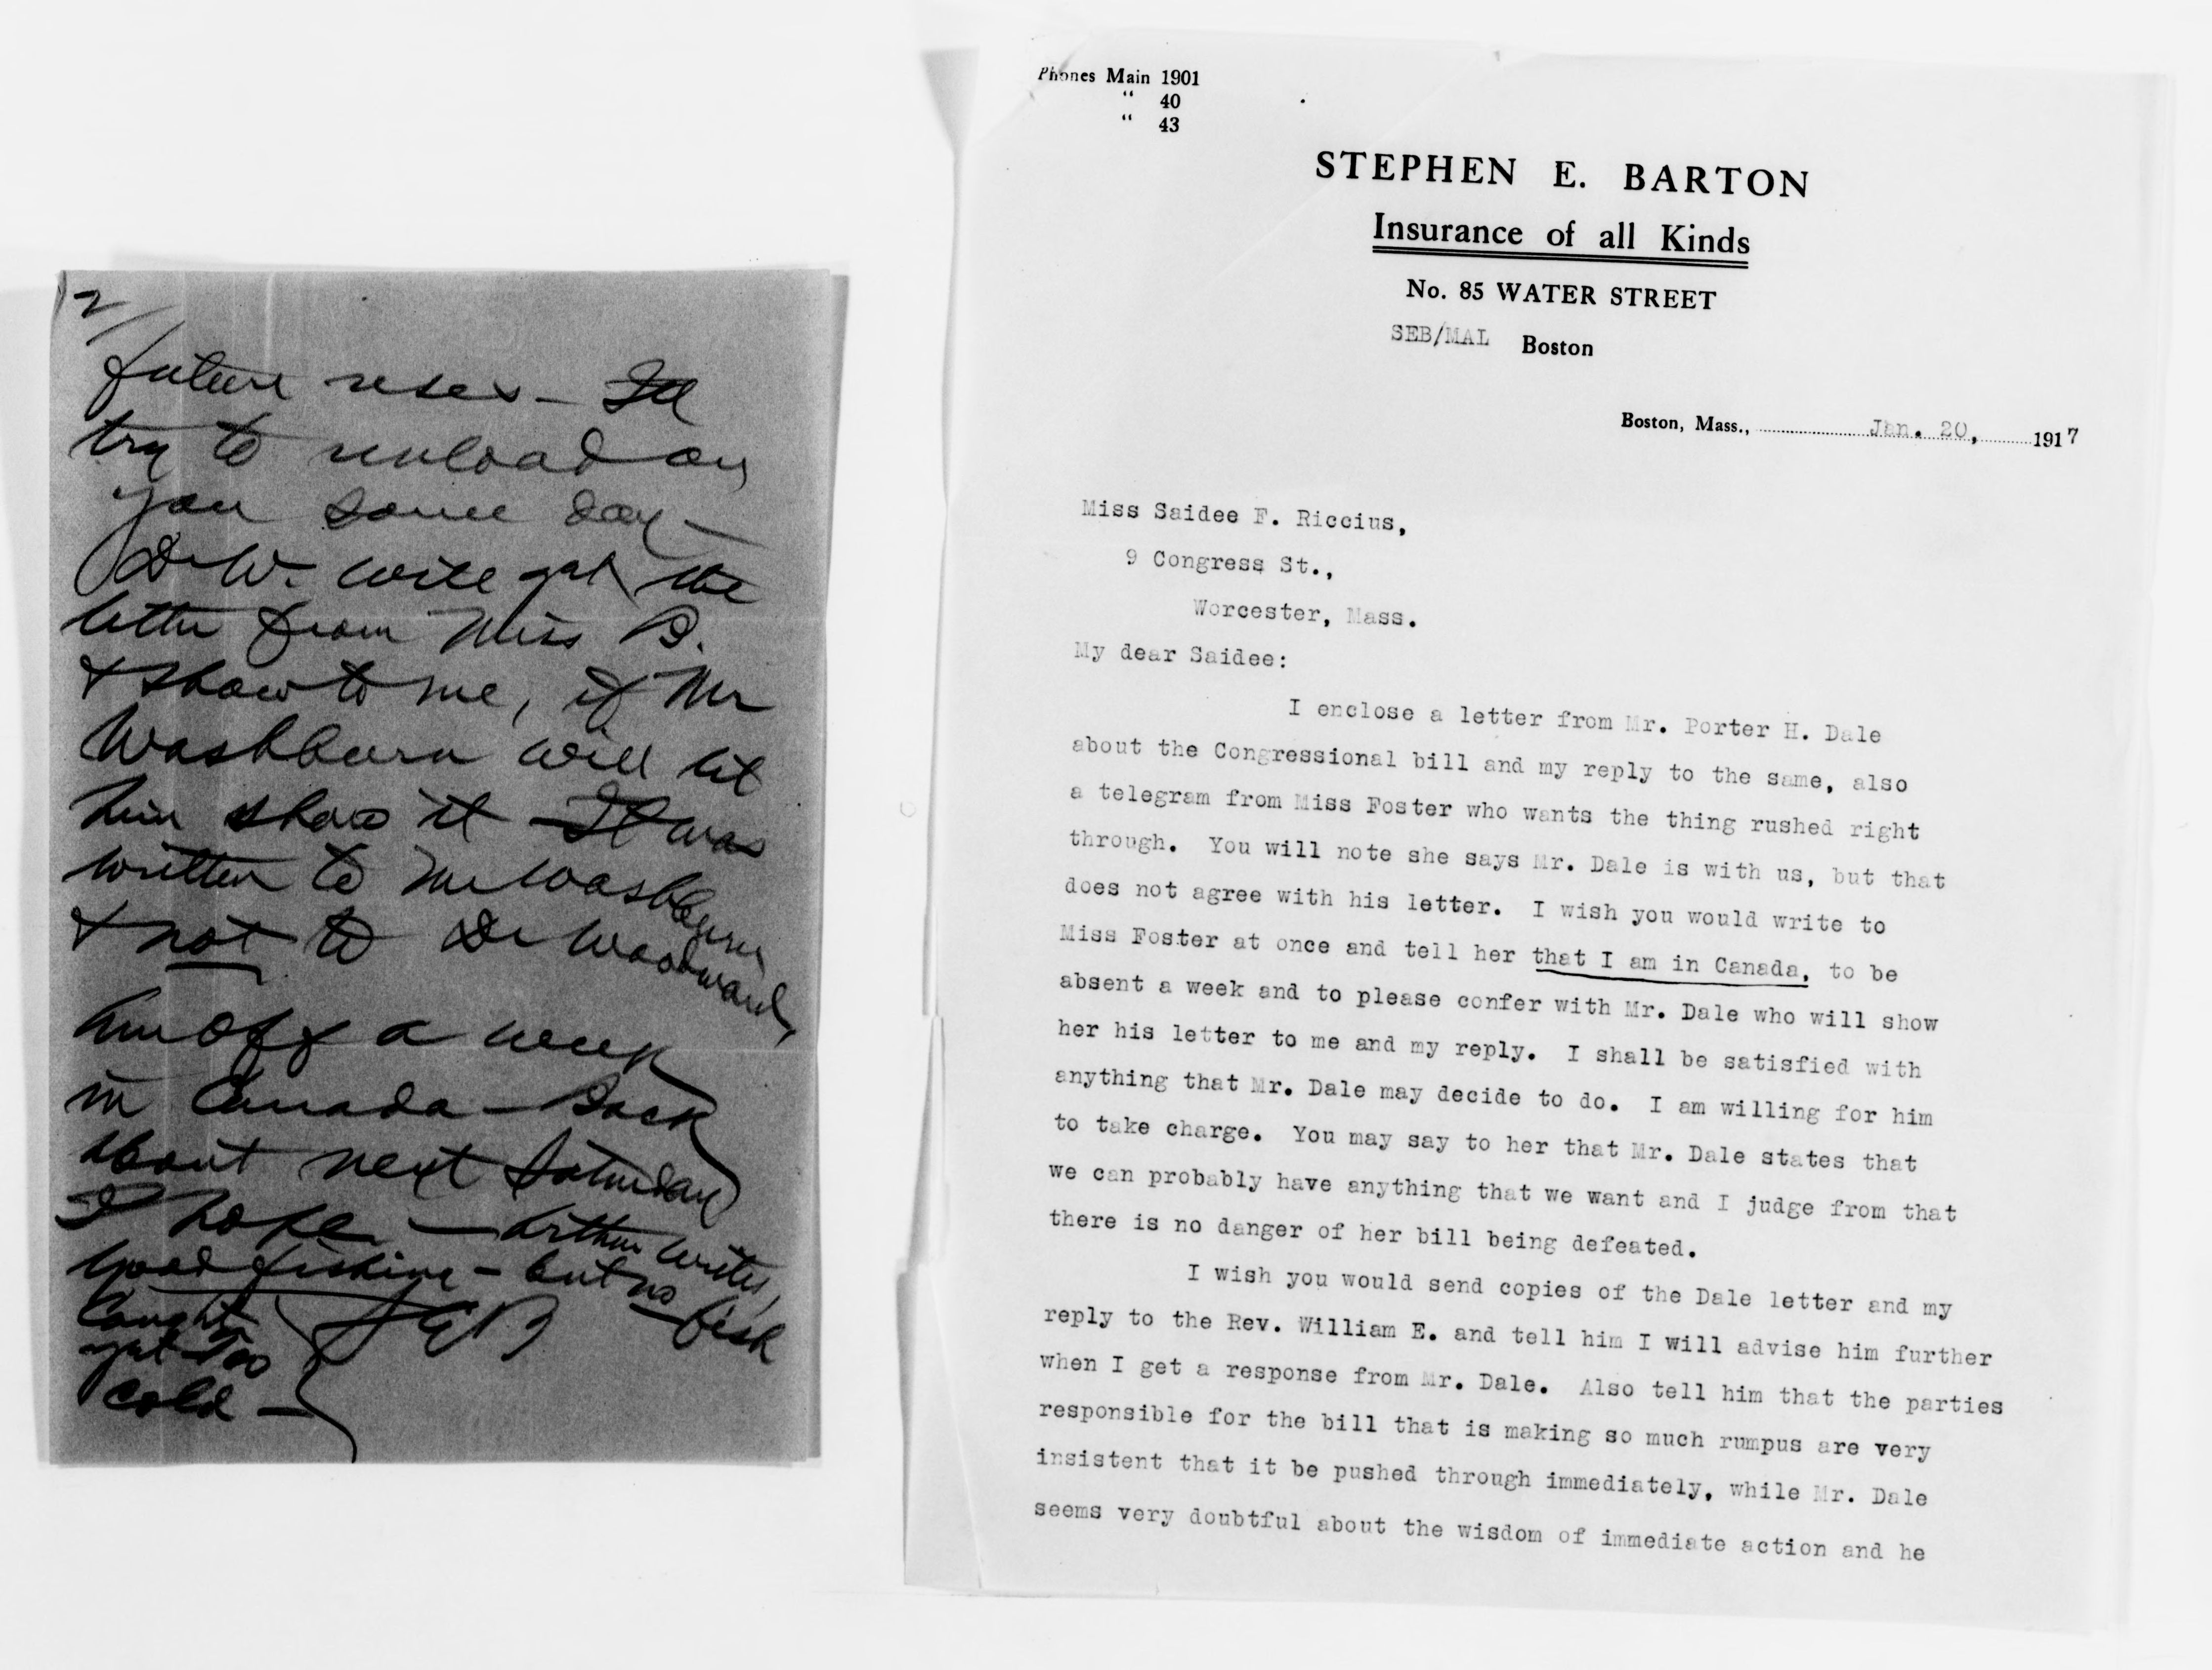 2/
future uses - I'll
try to unload on
you some day -
Dr W. will get the
letter from Miss B.
& show to me, if Mr
Washburn will let
him show it - It was
written to Mr Washburn
& not to Dr Woodward,
Am off a week
in Canada - Back
about next Saturday
I hope - Arthur writes,
good fishing - but no fish
caught
yet too
cold -
SEB
Phones Main 1901
" 40
" 43
STEPHEN E. BARTON
Insurance of all Kinds
No. 85 WATER STREET
SEB/MAL Boston
Boston, Mass., Jan. 20, 1917
Miss Saidee F. Riccius,
9 Congress St.,
Worcester, Mass.
My dear Saidee:
I enclose a letter from Mr. Porter H. Dale
about the Congressional bill and my reply to the same, also
a telegram from Miss Foster who wants the thing rushed right
through. You will note she says Mr. Dale is with us, but that
does not agree with his letter. I wish you would write to
Miss Foster at once and tell her that I am in Canada, to be
absent a week and to please confer with Mr. Dale who will show
her his letter to me and my reply. I shall be satisfied with
anything that Mr. Dale may decide to do. I am willing for him
to take charge. You may say to her that Mr. Dale states that
we can probably have anything that we want and I judge from that
there is no danger of her bill being defeated.
I wish you would send copies of the Dale letter and my
reply to the Rev. William E. and tell him I will advise him further
when I get a response from Mr. Dale. Also tell him that the parties
responsible for the bill that is making so much rumpus are very
insistent that it be pushed through immediately, while Mr. Dale
seems very doubtful about the wisdom of immediate action and he